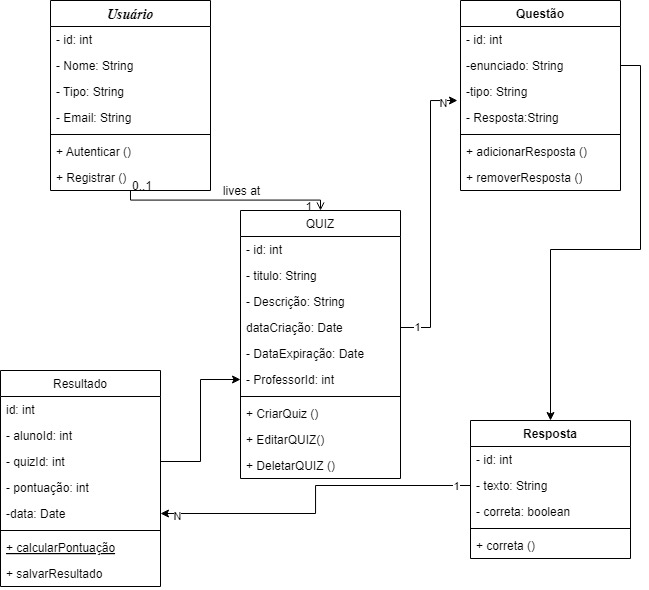 Usuário
- id: int
- Nome: String
- Tipo: String
- Email: String
+ Autenticar ()
+ Registrar ()
0..1
lives at
1
Questão
- id: int
-enunciado: String
-tipo: String
- Resposta:String
+ adicionarResposta ()
+ removerResposta ()
N
QUIZ
- id: int
- titulo: String
- Descrição: String
dataCriação: Date
- DataExpiração: Date
- ProfessorId: int
+ CriarQuiz ()
+ EditarQUIZ()
+ DeletarQUIZ ()
1
Resultado
id: int
- alunoId: int
- quizId: int
- pontuação: int
-data: Date
+ calcularPontuação
+ salvarResultado
N
1
Resposta
- id: int
- texto: String
- correta: boolean
+ correta ()